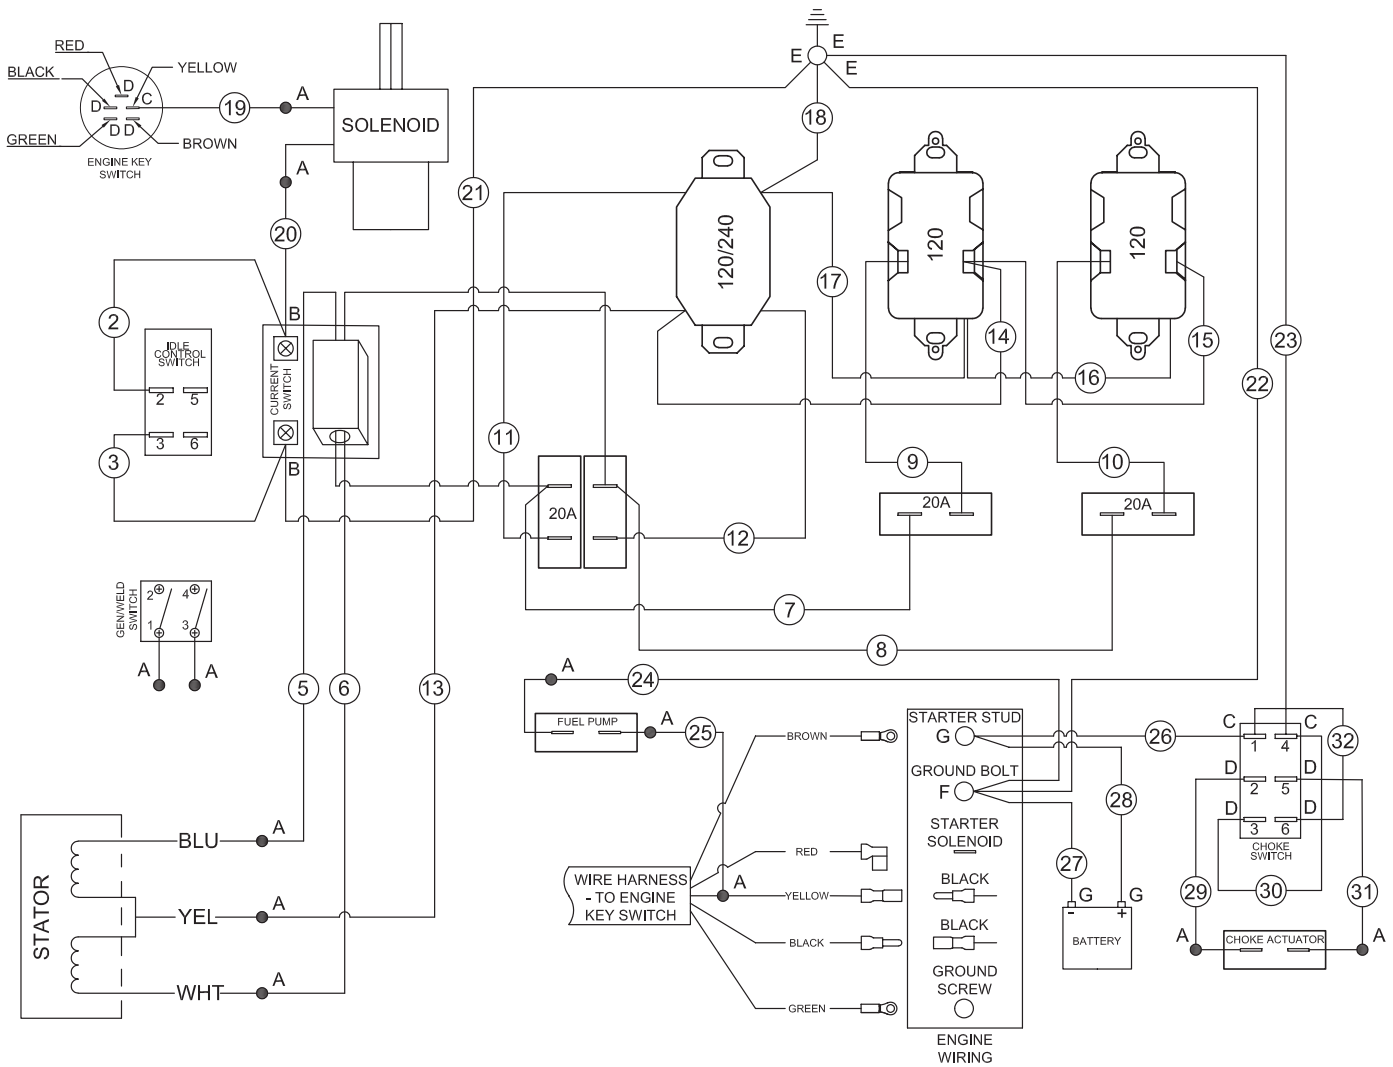 RED
BLACK
YELLOW
D
D
C
D
D
GREEN
BROWN
ENGINE KEY
SWITCH
19
A
SOLENOID
A
20
21
E
E
E
18
120/240
120
120
17
14
15
16
23
22
2
IDLE
CONTROL
SWITCH
2
5
3
6
3
B
CURRENT
SWITCH
B
11
20A
12
9
10
20A
20A
7
8
GEN/WELD
SWITCH
2
4
1
3
A
A
5
6
13
A
24
FUEL PUMP
A
25
STARTER STUD
G
GROUND BOLT
F
STARTER
SOLENOID
BLACK
BLACK
GROUND
SCREW
ENGINE
WIRING
BROWN
RED
YELLOW
BLACK
GREEN
WIRE HARNESS
- TO ENGINE
KEY SWITCH
A
26
28
27
G
G
-
+
BATTERY
C
C
1
4
32
D
D
2
5
D
D
3
6
CHOKE
SWITCH
29
30
31
A
CHOKE ACTUATOR
A
STATOR
BLU
A
YEL
A
WHT
A